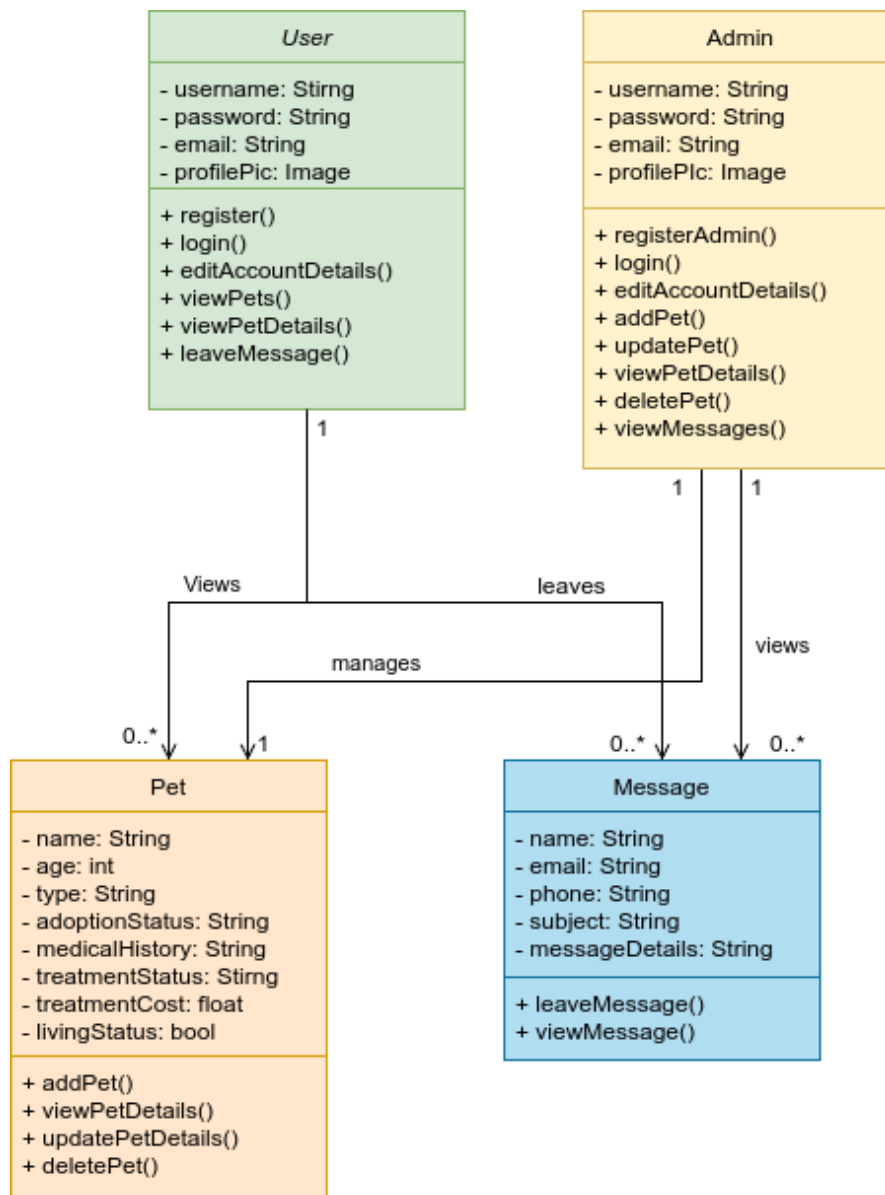 User
- username: Stirng
- password: String
- email: String
- profilePic: Image
+ register()
+ login()
+ editAccountDetails()
+ viewPets()
+ viewPetDetails()
+ leaveMessage()
Admin
- username: String
- password: String
- email: String
- profilePIc: Image
+ registerAdmin()
+ login()
+ editAccountDetails()
+ addPet()
+ updatePet()
+ viewPetDetails()
+ deletePet()
+ viewMessages()
1
1
1
Views
leaves
manages
views
0..*
1
0..*
0..*
Pet
- name: String
- age: int
- type: String
- adoptionStatus: String
- medicalHistory: String
- treatmentStatus: Stirng
- treatmentCost: float
- livingStatus: bool
+ addPet()
+ viewPetDetails()
+ updatePetDetails()
+ deletePet()
Message
- name: String
- email: String
- phone: String
- subject: String
- messageDetails: String
+ leaveMessage()
+ viewMessage()